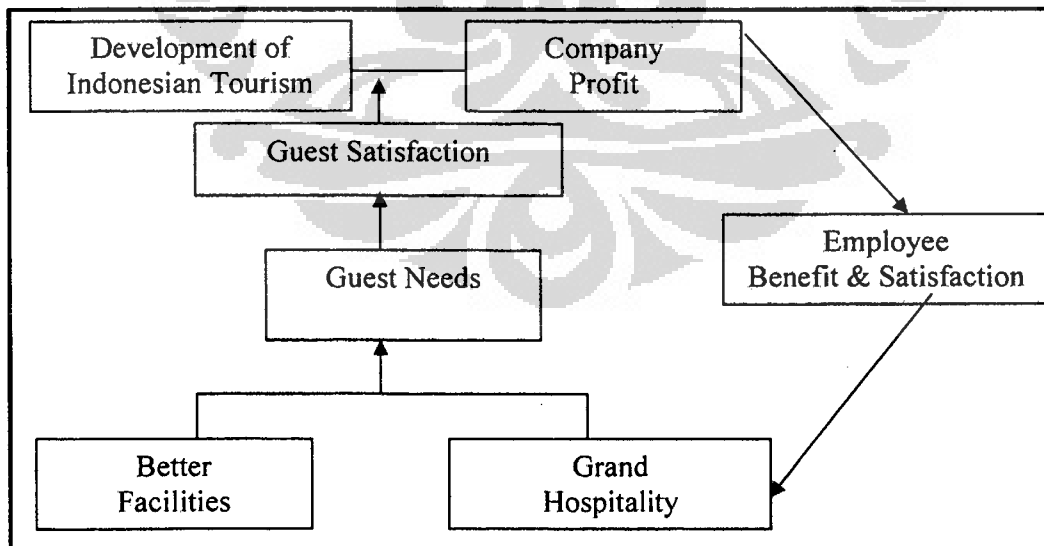 Development of
Indonesian Tourism
Company
Profit
Guest Satisfaction
Guest Needs
Employee
Benefit & Satisfaction
Better
Facilities
Grand
Hospitality